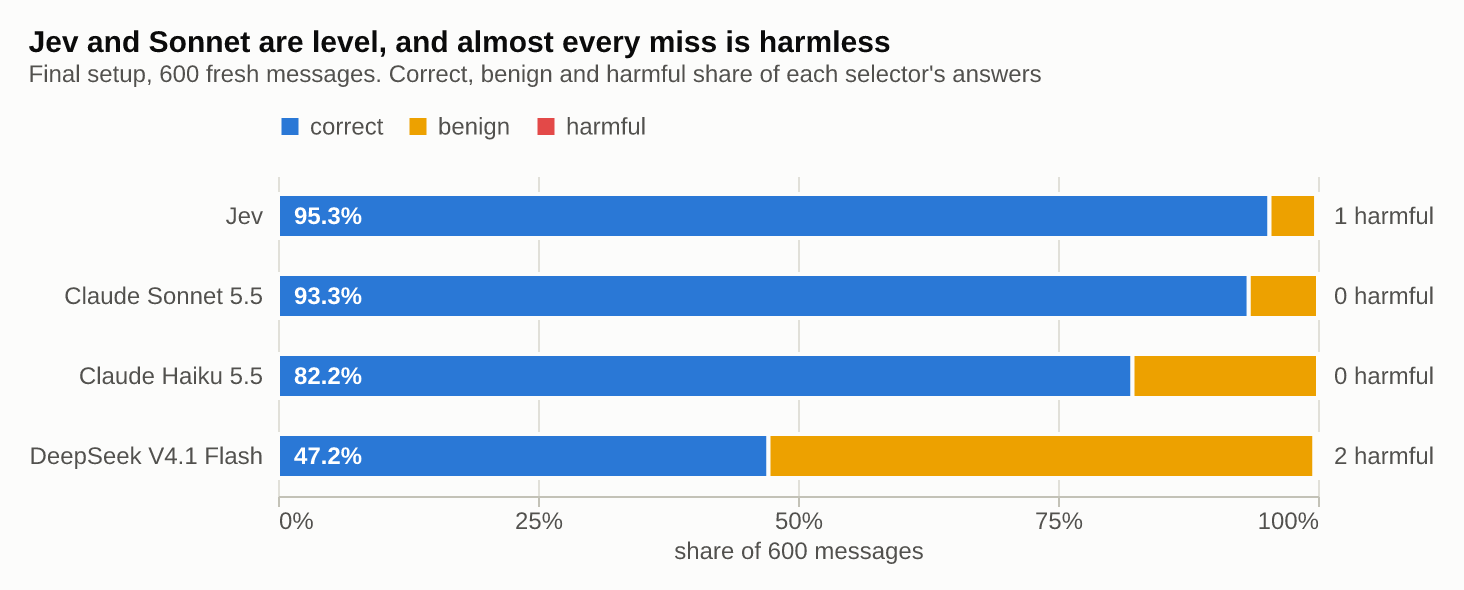 Jev and Sonnet are level, and almost every miss is harmless
Final setup, 600 fresh messages. Correct, benign and harmful share of each selector's answers
correct benign harmful
Jev 95.3% 1 harmful
Claude Sonnet 5.5 93.3% 0 harmful
Claude Haiku 5.5 82.2% 0 harmful
DeepSeek V4.1 Flash 47.2% 2 harmful
0% 25% 50% 75% 100%
share of 600 messages